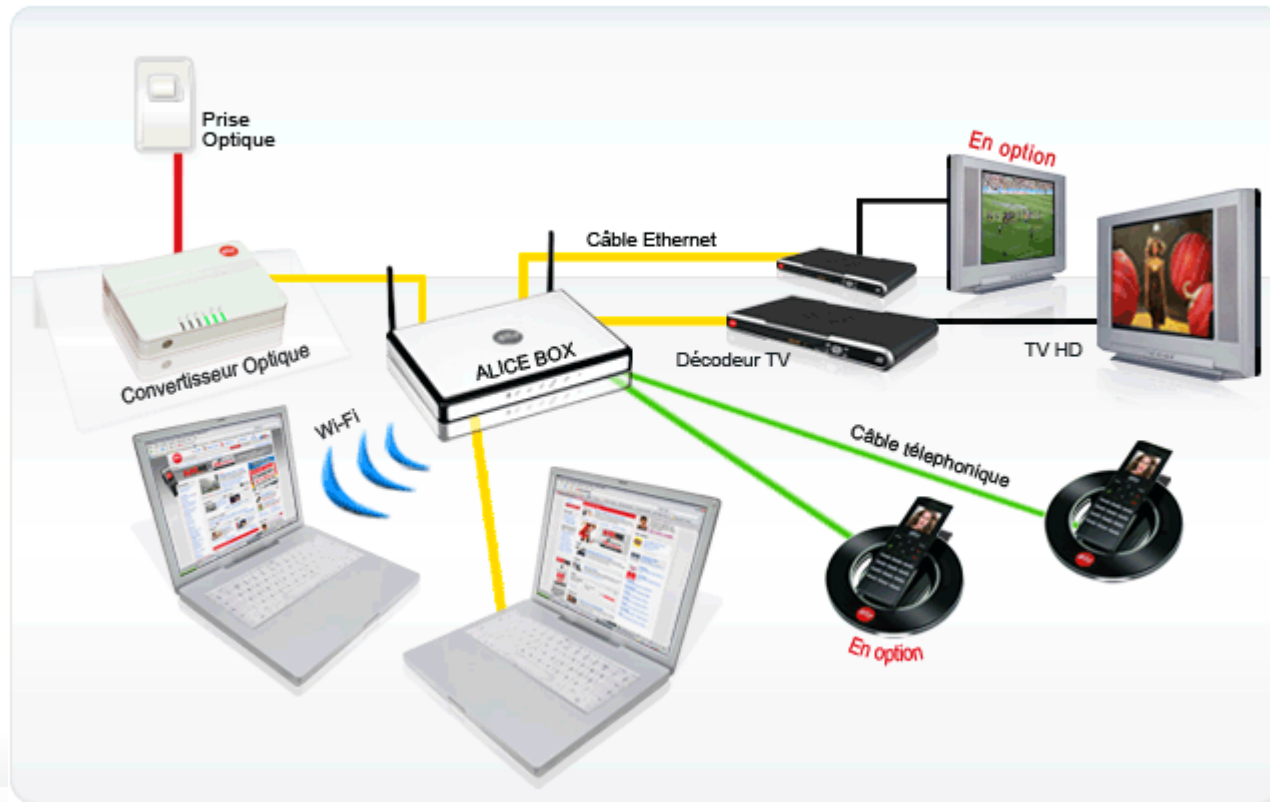 Prise
Optique
En option
Câble Ethernet
Convertisseur Optique
ALICE BOX
Décodeur TV
TV HD
Wi-Fi
Câble télephonique
En option